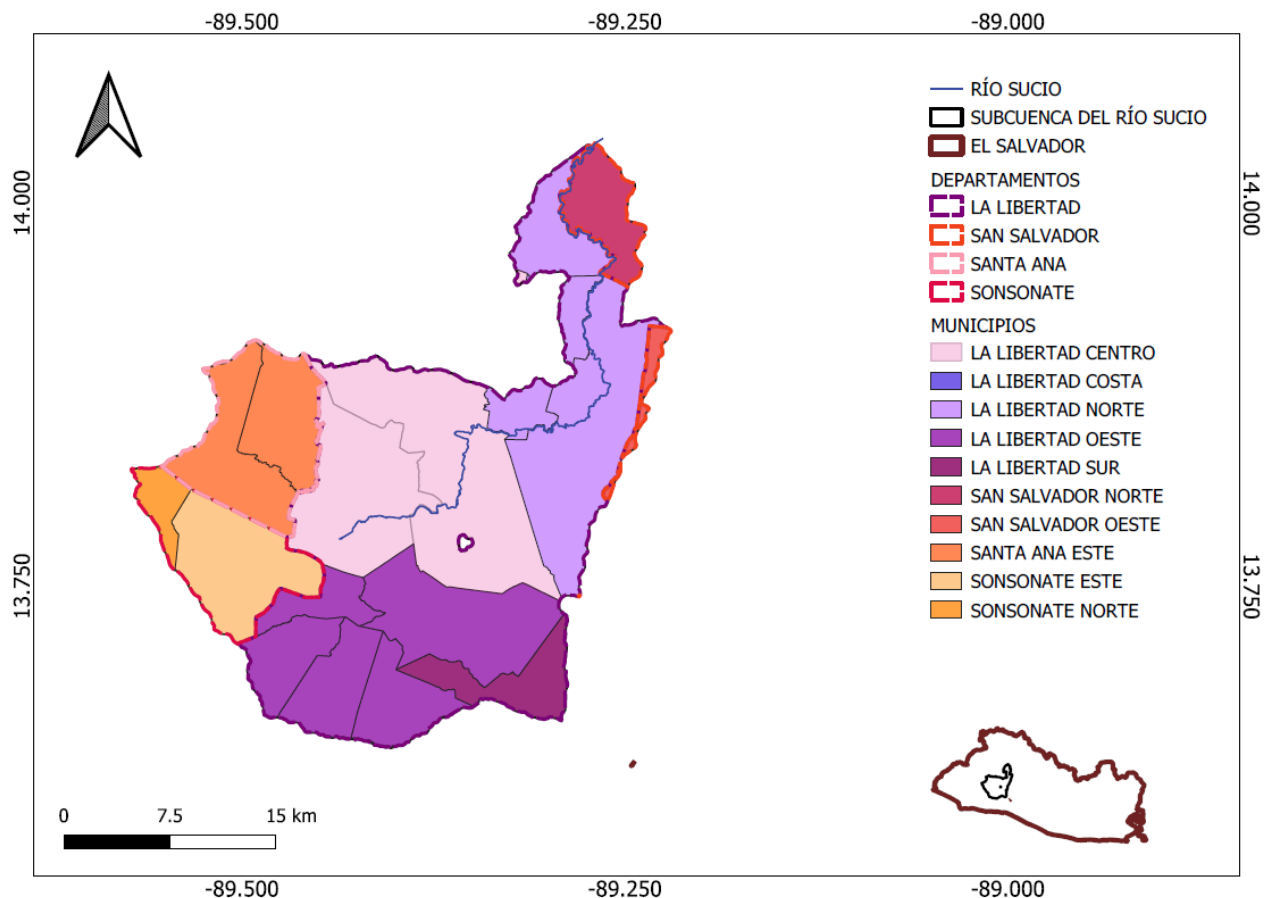 -89.500 -89.250 -89.000
14.000
14.000
RÍO SUCIO
SUBCUENCA DEL RÍO SUCIO
EL SALVADOR
DEPARTAMENTOS
LA LIBERTAD
SAN SALVADOR
SANTA ANA
SONSONATE
MUNICIPIOS
LA LIBERTAD CENTRO
LA LIBERTAD COSTA
LA LIBERTAD NORTE
LA LIBERTAD OESTE
LA LIBERTAD SUR
SAN SALVADOR NORTE
SAN SALVADOR OESTE
SANTA ANA ESTE
SONSONATE ESTE
SONSONATE NORTE
13.750
13.750
0 7.5 15 km
-89.500 -89.250 -89.000